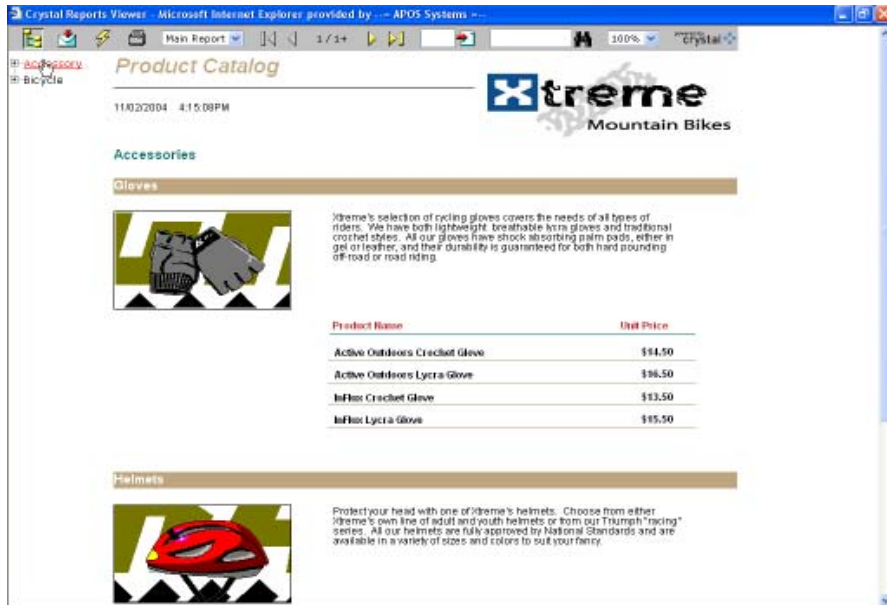 Crystal Reports Viewer - Microsoft Internet Explorer provided by --= APOS Systems =--
Main Report
1 / 1+
100%
crystal
Accessory
Bicycle
Product Catalog
Xtreme
Mountain Bikes
11/02/2004 4:15:08PM
Accessories
Gloves
Xtreme's selection of cycling gloves covers the needs of all types of
riders. We have both lightweight breathable lycra gloves and traditional
crochet styles. All our gloves have shock absorbing palm pads, either in
gel or leather, and their durability is guaranteed for both hard pounding
off-road or road riding.
Product Name Unit Price
Active Outdoors Crochet Glove $14.50
Active Outdoors Lycra Glove $16.50
InFlux Crochet Glove $13.50
InFlux Lycra Glove $15.50
Helmets
Protect your head with one of Xtreme's helmets. Choose from either
Xtreme's own line of adult and youth helmets or from our Triumph "racing"
series. All our helmets are fully approved by National Standards and are
available in a variety of sizes and colors to suit your fancy.